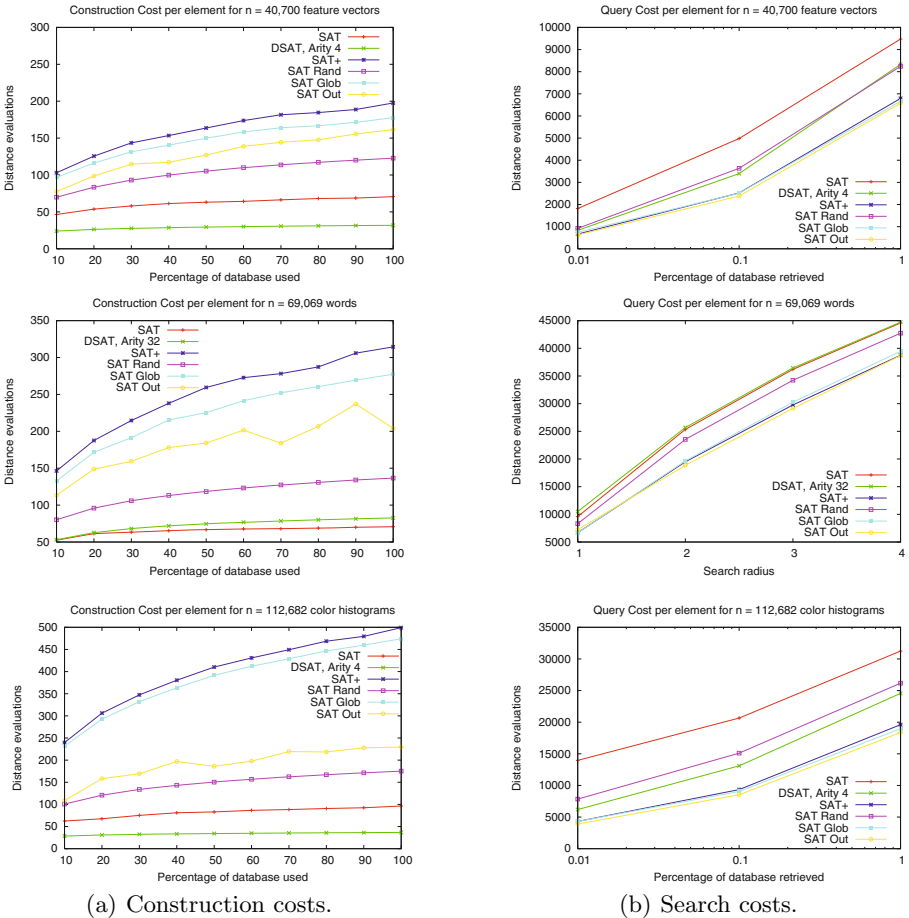 Construction Cost per element for n = 40,700 feature vectors
300
250
200
150
100
50
0
Distance evaluations
SAT
DSAT, Arity 4
SAT+
SAT Rand
SAT Glob
SAT Out
10 20 30 40 50 60 70 80 90 100
Percentage of database used
Query Cost per element for n = 40,700 feature vectors
10000
9000
8000
7000
6000
5000
4000
3000
2000
1000
0
Distance evaluations
SAT
DSAT, Arity 4
SAT+
SAT Rand
SAT Glob
SAT Out
0.01 0.1 1
Percentage of database retrieved
Construction Cost per element for n = 69,069 words
350
300
250
200
150
100
50
Distance evaluations
SAT
DSAT, Arity 32
SAT+
SAT Rand
SAT Glob
SAT Out
10 20 30 40 50 60 70 80 90 100
Percentage of database used
Query Cost per element for n = 69,069 words
45000
40000
35000
30000
25000
20000
15000
10000
5000
Distance evaluations
SAT
DSAT, Arity 32
SAT+
SAT Rand
SAT Glob
SAT Out
1 2 3 4
Search radius
Construction Cost per element for n = 112,682 color histograms
500
450
400
350
300
250
200
150
100
50
0
Distance evaluations
SAT
DSAT, Arity 4
SAT+
SAT Rand
SAT Glob
SAT Out
10 20 30 40 50 60 70 80 90 100
Percentage of database used
Query Cost per element for n = 112,682 color histograms
35000
30000
25000
20000
15000
10000
5000
0
Distance evaluations
SAT
DSAT, Arity 4
SAT+
SAT Rand
SAT Glob
SAT Out
0.01 0.1 1
Percentage of database retrieved
(a) Construction costs.
(b) Search costs.